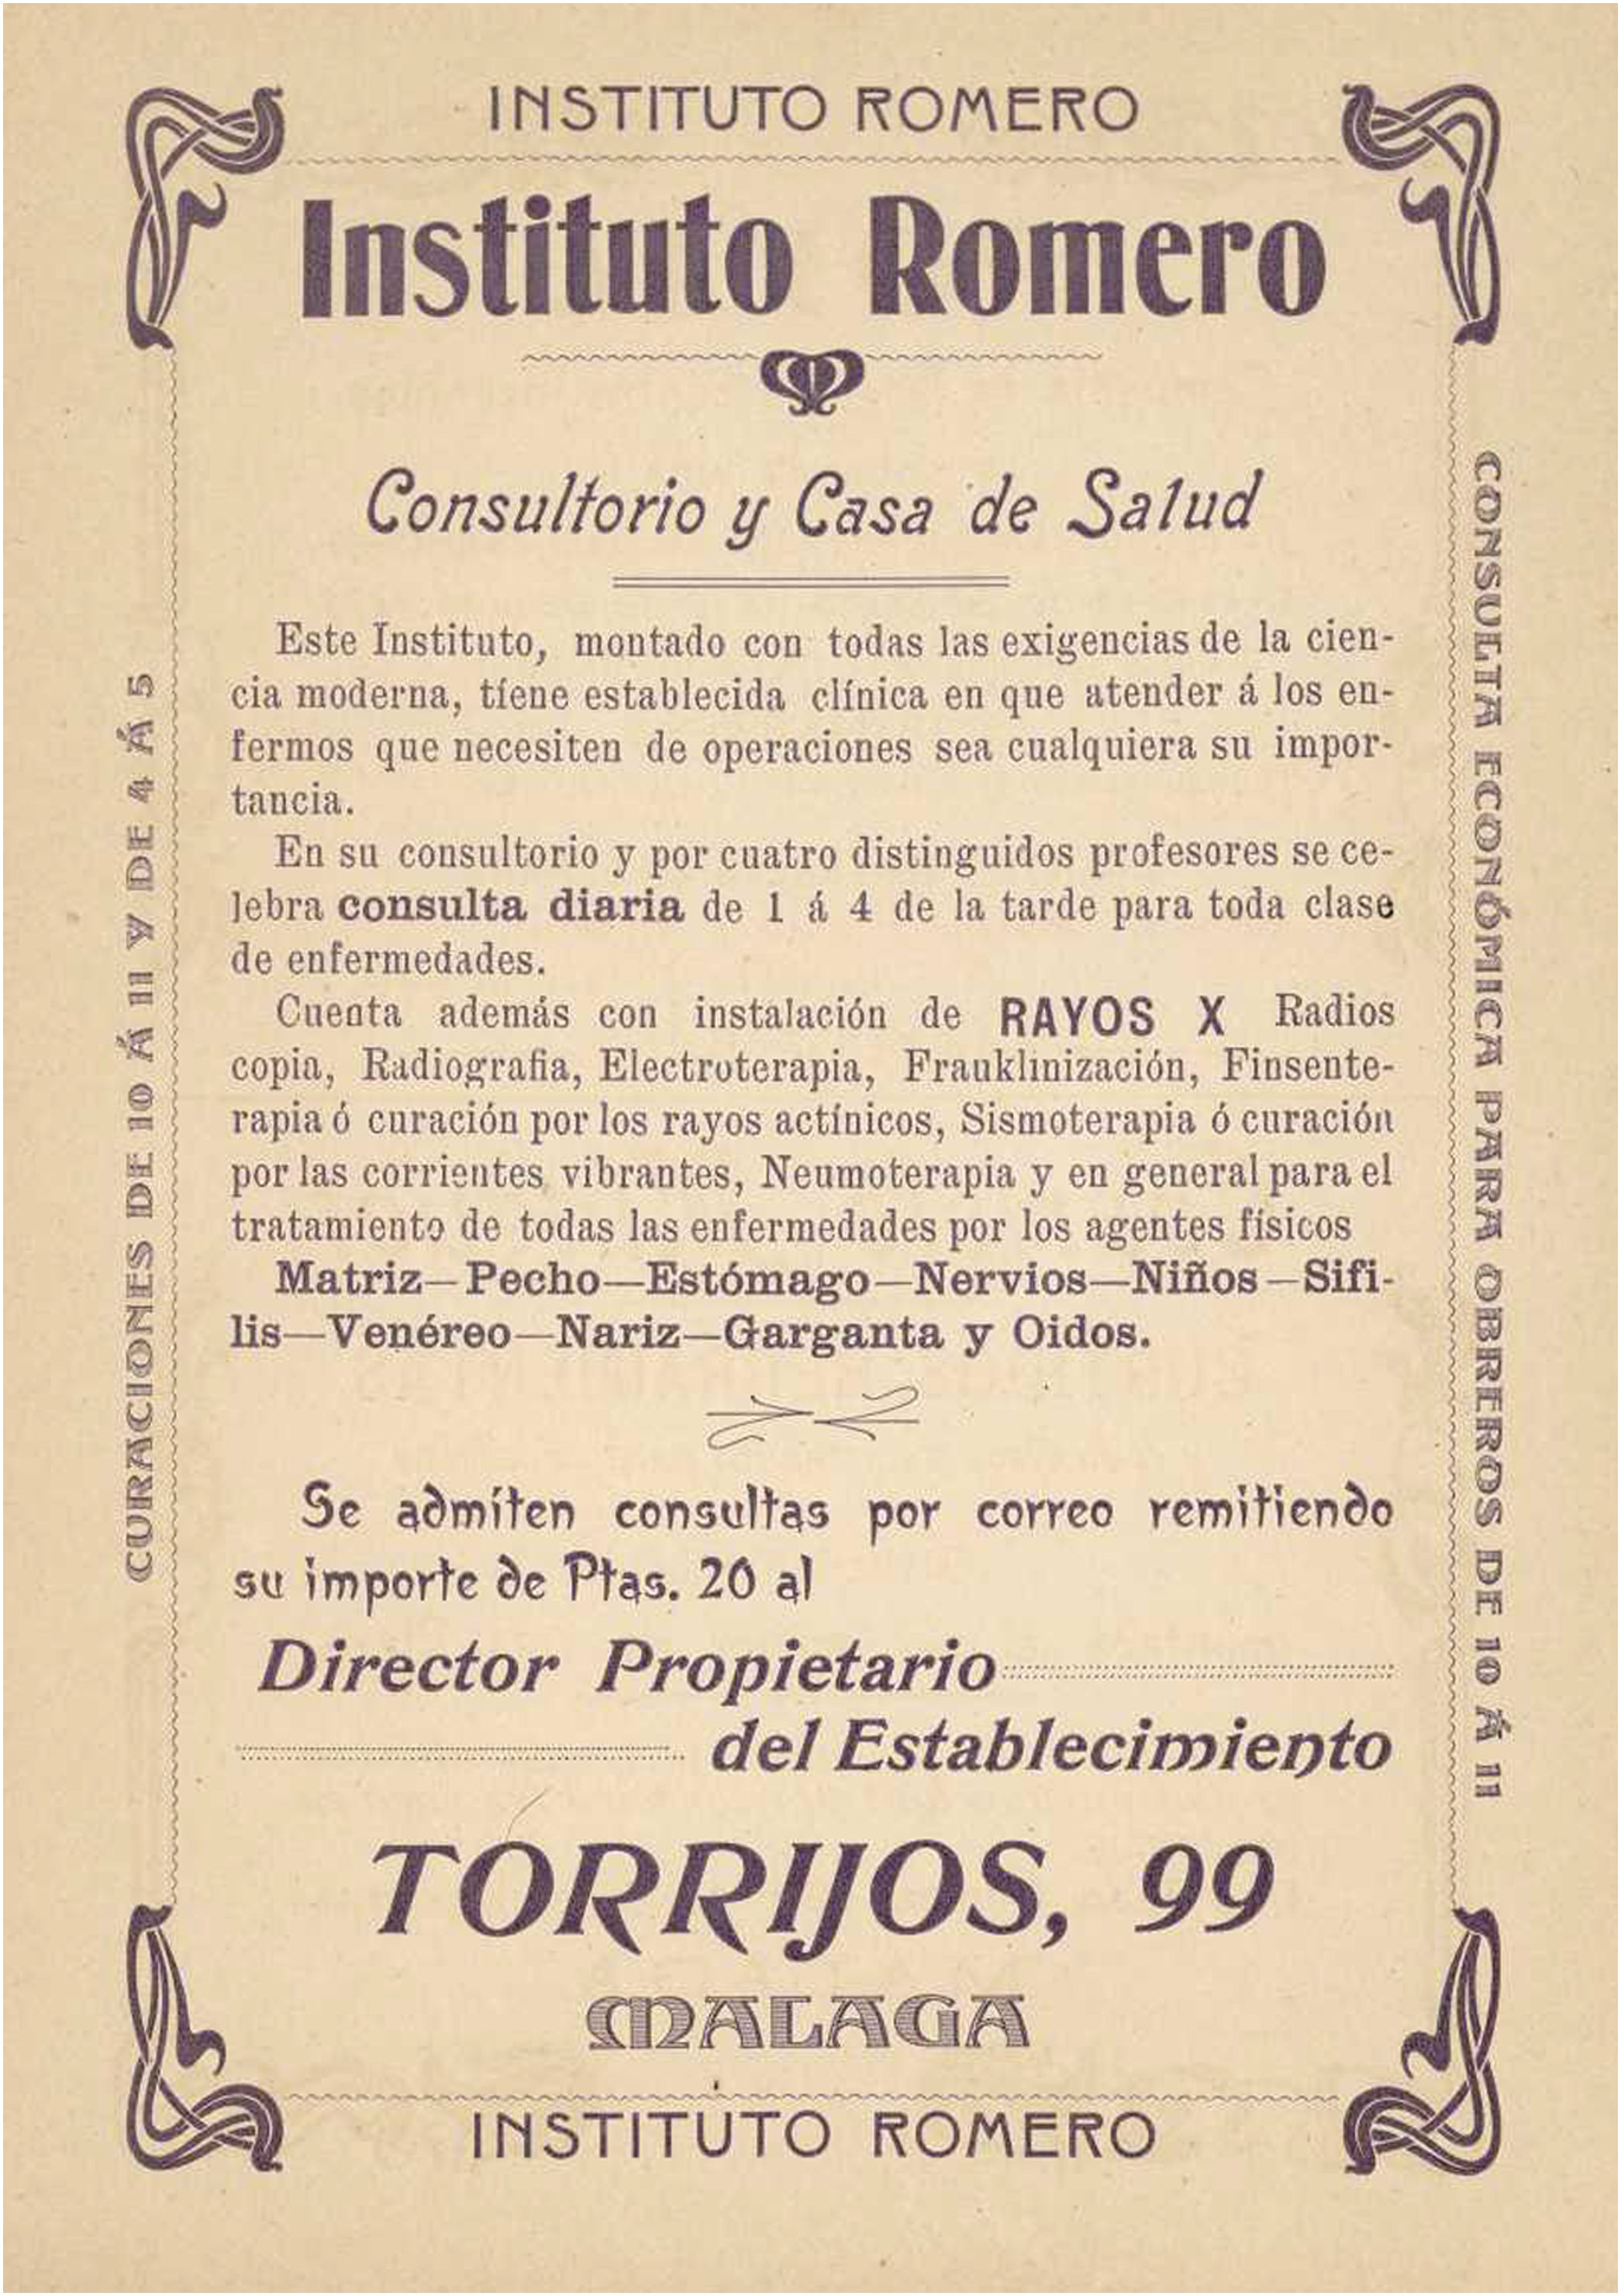 INSTITUTO ROMERO
Instituto Romero
Consultorio y Casa de Salud
Este Instituto, montado con todas las exigencias de la cien-
cia moderna, tíene establecida clínica en que atender á los en-
fermos que necesiten de operaciones sea cualquiera su impor-
tancia.
En su consultorio y por cuatro distinguidos profesores se ce-
lebra consulta diaria de 1 á 4 de la tarde para toda clase
de enfermedades.
Cuenta además con instalación de RAYOS X Radios
copia, Radiografia, Electroterapia, Frauklinización, Finsente-
rapia ó curación por los rayos actínicos, Sismoterapia ó curación
por las corrientes vibrantes, Neumoterapia y en general para el
tratamiento de todas las enfermedades por los agentes físicos
Matriz—Pecho—Estómago—Nervios—Niños—Sifi-
lis—Venéreo—Nariz—Garganta y Oidos.
Se admíten consultas por correo remitiendo
su importe de Ptas. 20 al
Director Propietario
del Establecimiento
TORRIJOS, 99
MALAGA
INSTITUTO ROMERO
CURACIONES DE 10 Á 11 Y DE 4 Á 5
CONSULTA ECONÓMICA PARA OBREROS DE 10 Á 11